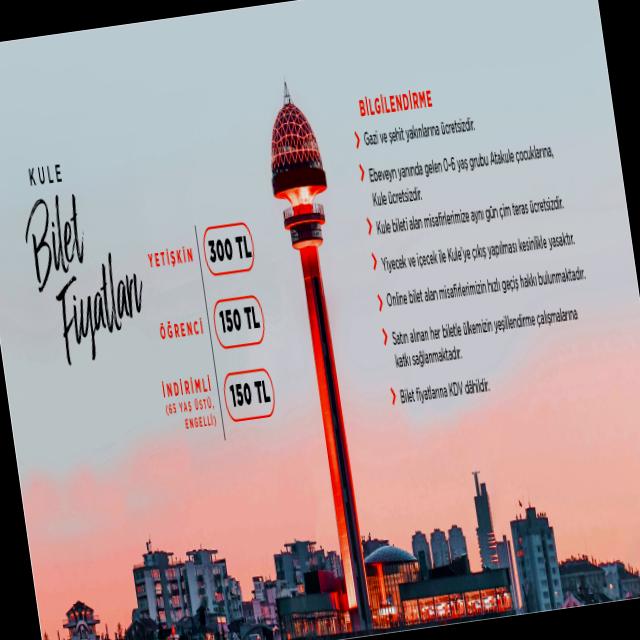 KULE
Bilet
Fiyatları
YETİŞKİN 300 TL
ÖĞRENCİ 150 TL
İNDİRİMLİ 150 TL
(65 YAŞ ÜSTÜ,
ENGELLİ)
BİLGİLENDİRME
Gazi ve şehit yakınlarına ücretsizdir.
Ebeveyn yanında gelen 0-6 yaş grubu Atakule çocuklarına,
Kule ücretsizdir.
Kule bileti alan misafirlerimize aynı gün çim teras ücretsizdir.
Yiyecek ve içecek ile Kule'ye çıkış yapılması kesinlikle yasaktır.
Online bilet alan misafirlerimizin hızlı geçiş hakkı bulunmaktadır.
Satın alınan her biletle ülkemizin yeşillendirme çalışmalarına
katkı sağlanmaktadır.
Bilet fiyatlarına KDV dâhildir.